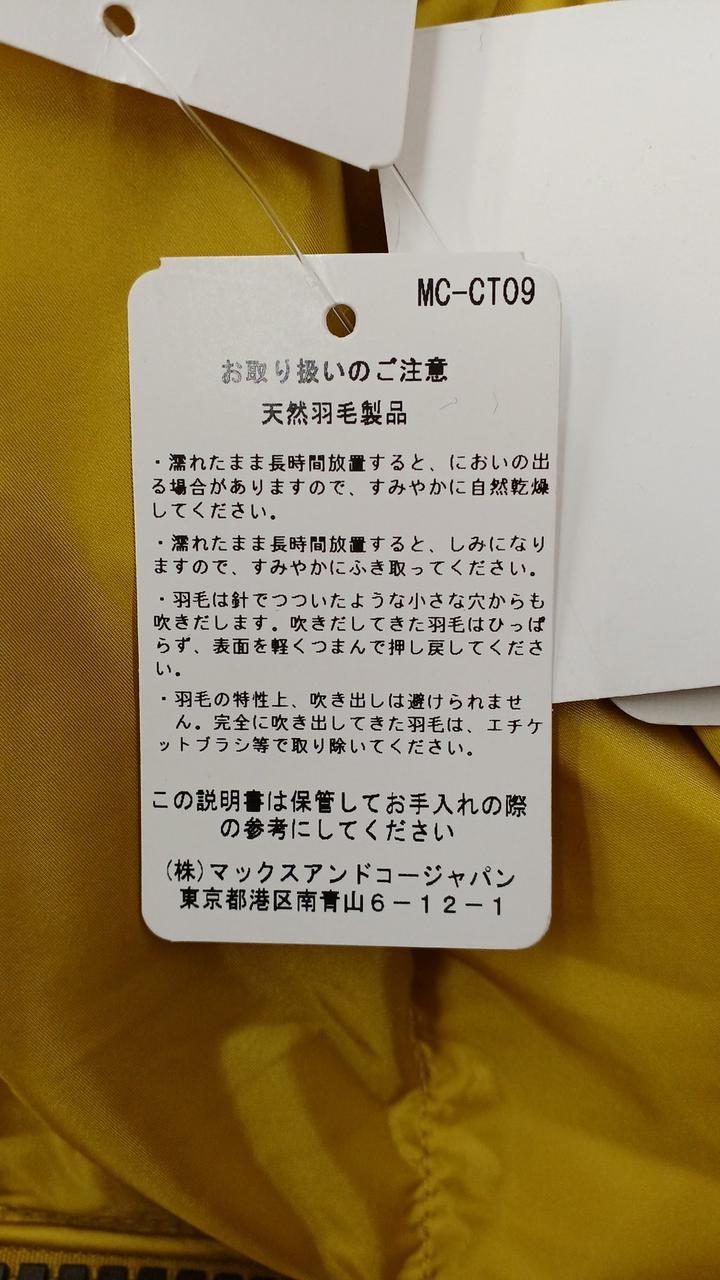 MC-CT09
お取り扱いのご注意
天然羽毛製品
・濡れたまま長時間放置すると、においの出
る場合がありますので、すみやかに自然乾燥
してください。
・濡れたまま長時間放置すると、しみになり
ますので、すみやかにふき取ってください。
・羽毛は針でつついたような小さな穴からも
吹きだします。吹きだしてきた羽毛はひっぱ
らず、表面を軽くつまんで押し戻してくださ
い。
・羽毛の特性上、吹き出しは避けられませ
ん。完全に吹き出してきた羽毛は、エチケ
ットブラシ等で取り除いてください。
この説明書は保管してお手入れの際
の参考にしてください
(株)マックスアンドコージャパン
東京都港区南青山6-12-1